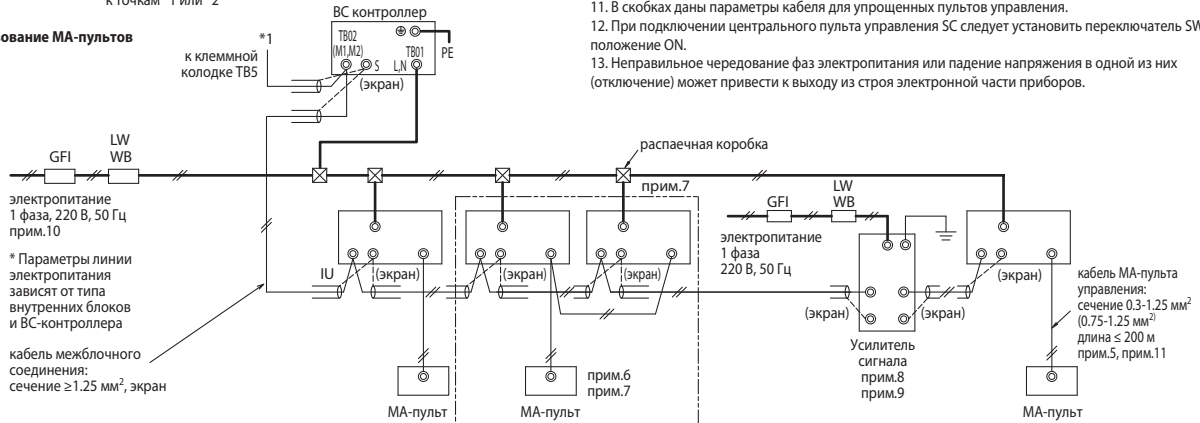 к точкам *1 или *2
11. В скобках даны параметры кабеля для упрощенных пультов управления.
12. При подключении центрального пульта управления SC следует установить переключатель SW
положение ON.
13. Неправильное чередование фаз электропитания или падение напряжения в одной из них
(отключение) может привести к выходу из строя электронной части приборов.
МА-пультов
BC контроллер
*1
к клеммной
колодке TB5
TB02
(M1,M2)
S
L,N
TB01
PE
(экран)
GFI
LW
WB
распаечная коробка
прим.7
электропитание
1 фаза, 220 В, 50 Гц
прим.10
* Параметры линии
электропитания
зависят от типа
внутренних блоков
и BC-контроллера
кабель межблочного
соединения:
сечение ≥1.25 мм², экран
IU
(экран)
(экран)
(экран)
GFI
LW
WB
электропитание
1 фаза
220 В, 50 Гц
(экран)
(экран)
(экран)
Усилитель
сигнала
прим.8
прим.9
кабель МА-пульта
управления:
сечение 0.3-1.25 мм²
(0.75-1.25 мм²)
длина ≤ 200 м
прим.5, прим.11
прим.6
прим.7
МА-пульт
МА-пульт
МА-пульт